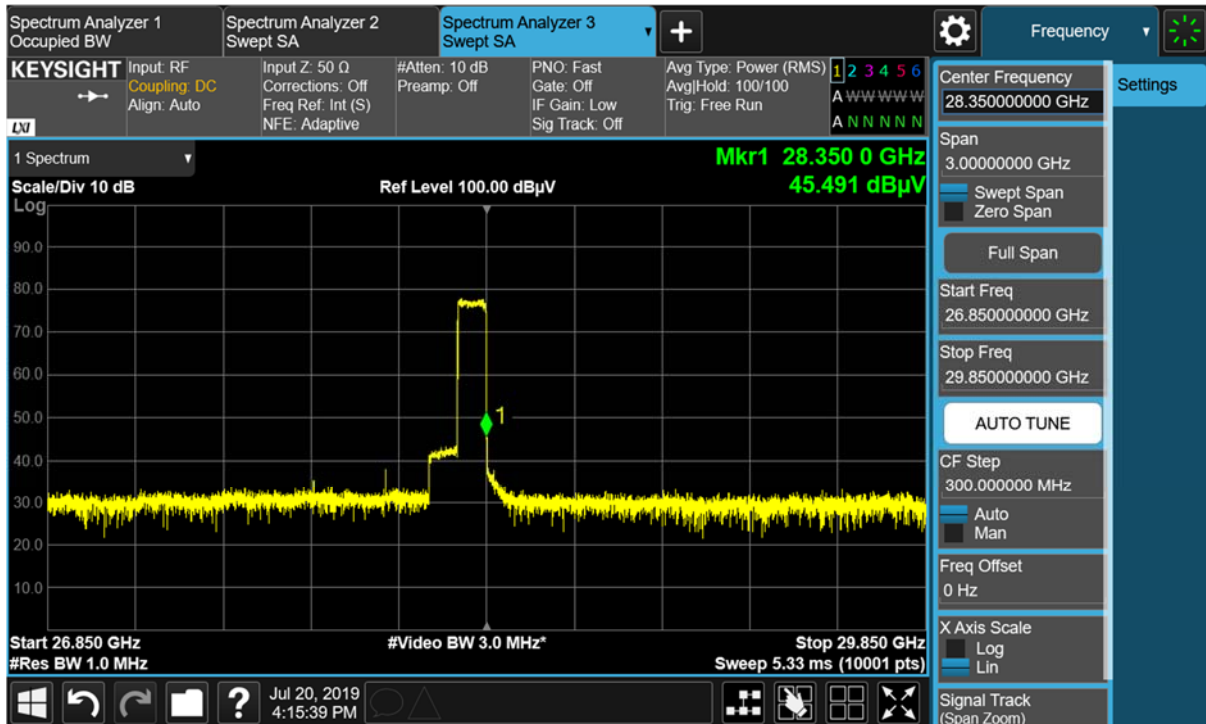 Spectrum Analyzer 1
Occupied BW
Spectrum Analyzer 2
Swept SA
Spectrum Analyzer 3
Swept SA
Frequency
KEYSIGHT
LXI
Input: RF
Coupling: DC
Align: Auto
Input Z: 50 Ω
Corrections: Off
Freq Ref: Int (S)
NFE: Adaptive
#Atten: 10 dB
Preamp: Off
PNO: Fast
Gate: Off
IF Gain: Low
Sig Track: Off
Avg Type: Power (RMS)
Avg|Hold: 100/100
Trig: Free Run
1 2 3 4 5 6
A W W W W W
A N N N N N
1 Spectrum
Scale/Div 10 dB
Log
Ref Level 100.00 dBµV
Mkr1 28.350 0 GHz
45.491 dBµV
90.0
80.0
70.0
60.0
50.0
40.0
30.0
20.0
10.0
1
Start 26.850 GHz
#Res BW 1.0 MHz
#Video BW 3.0 MHz*
Stop 29.850 GHz
Sweep 5.33 ms (10001 pts)
Jul 20, 2019
4:15:39 PM
Center Frequency
28.350000000 GHz
Settings
Span
3.00000000 GHz
Swept Span
Zero Span
Full Span
Start Freq
26.850000000 GHz
Stop Freq
29.850000000 GHz
AUTO TUNE
CF Step
300.000000 MHz
Auto
Man
Freq Offset
0 Hz
X Axis Scale
Log
Lin
Signal Track
(Span Zoom)